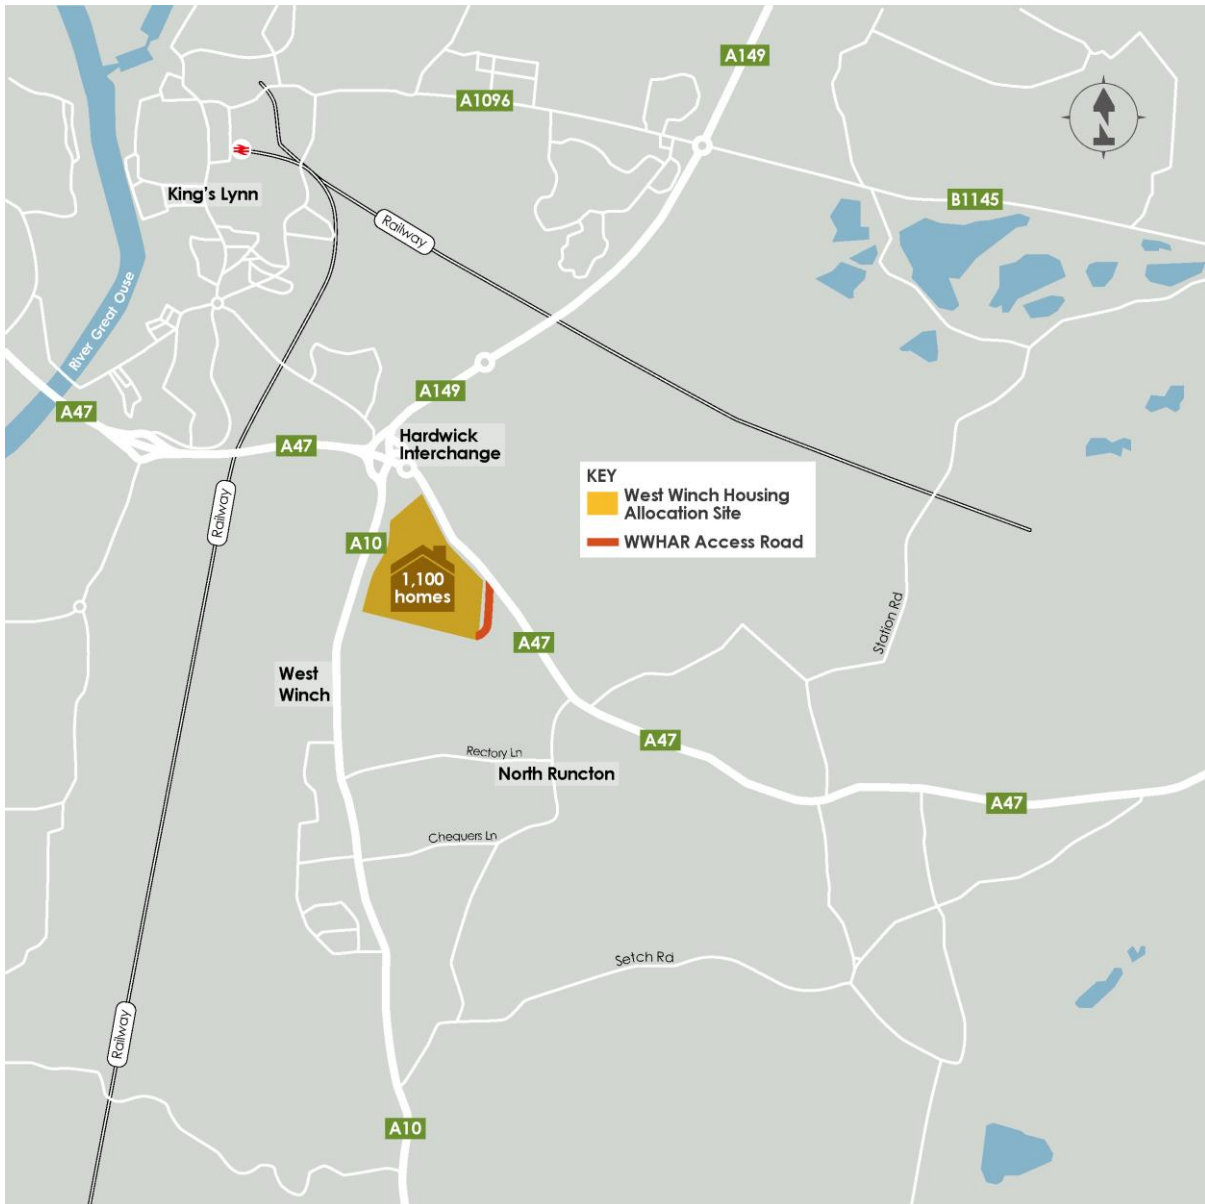 A149
A1096
King's Lynn
B1145
Railway
River Great Ouse
A149
A47
A47
Hardwick
Interchange
KEY
West Winch Housing
Allocation Site
WWHAR Access Road
Railway
A10
1,100
homes
Station Rd
A47
West
Winch
A47
Rectory Ln
North Runcton
A47
Chequers Ln
Setch Rd
Railway
A10